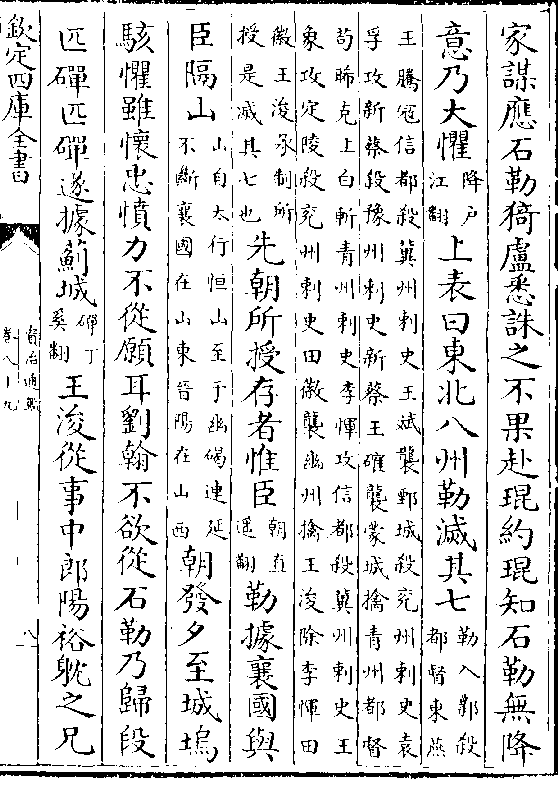 家謀應石勒猗盧悉誅之不果赴琨約琨知石勒無降
意乃大懼降戶江翻上表曰東北八州勒滅其七勒入鄴殺都督東燕
王騰宼信都殺冀州刺史王斌襲鄄城殺兖州刺史袁
孚攻新蔡殺豫州刺史新蔡王確襲蒙城擒青州都督
苟晞克上白斬青州刺史李惲攻信都殺冀州刺史王
象攻定陵殺兖州刺史田徽襲幽州擒王浚除李惲田
徽王浚承制所授是滅其七也先朝所授存者惟臣朝直遥翻勒據襄國與
臣隔山山自太行恒山至于幽碣連延不斷襄國在山東晉陽在山西朝發夕至城塢
駭懼雖懷忠憤力不從願耳劉翰不欲從石勒乃歸段
匹磾匹磾遂據薊城磾丁奚翻王浚從事中郎陽裕躭之兄
欽定四庫全書
資治通鑑
卷八十九
八